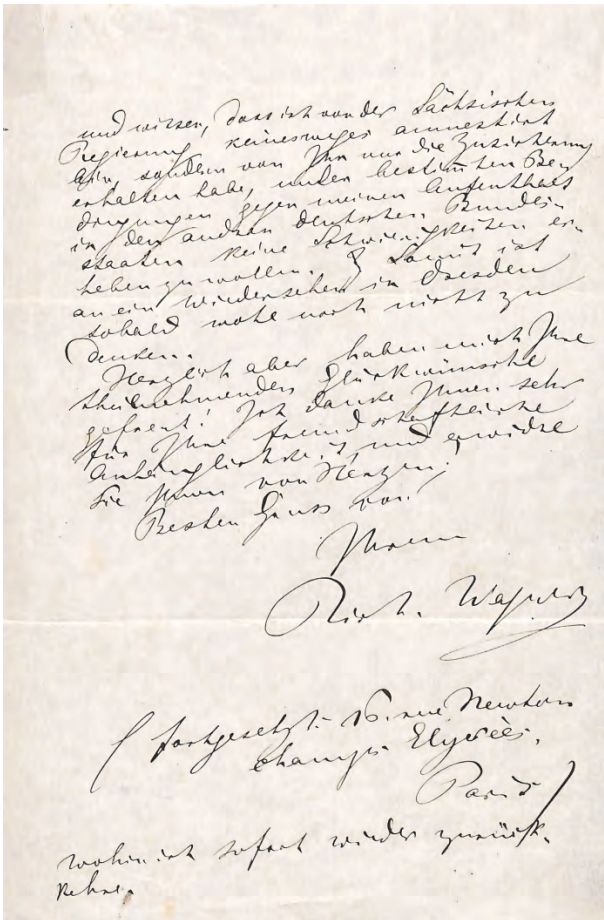 und wissen, dass ich von der Sächsischen
Regierung keinesweges amnestirt
bin, sondern von ihr nur die Zusicherung
erhalten habe, unter bestimmten Be
dingungen gegen meinen Aufenthalt
in den andren deutschen Bundes
staaten keine Schwierigkeiten er
heben zu wollen. Somit ist
an ein Wiedersehen in Dresden
sobald wohl noch nicht zu
denken.
Herzlich aber haben mich Ihre
theilnehmenden Glückwünsche
gefreut! Ich danke Ihnen sehr
für Ihre freundschaftliche
Anhänglichkeit, und erwidre
Sie Ihnen von Herzen!
Besten Gruss von
Ihrem
Rich. Wagner
(fortgesetzt: 16. rue Newton
champs Elysées.
Paris)
wohin ich sofort wieder zurück-
kehre.